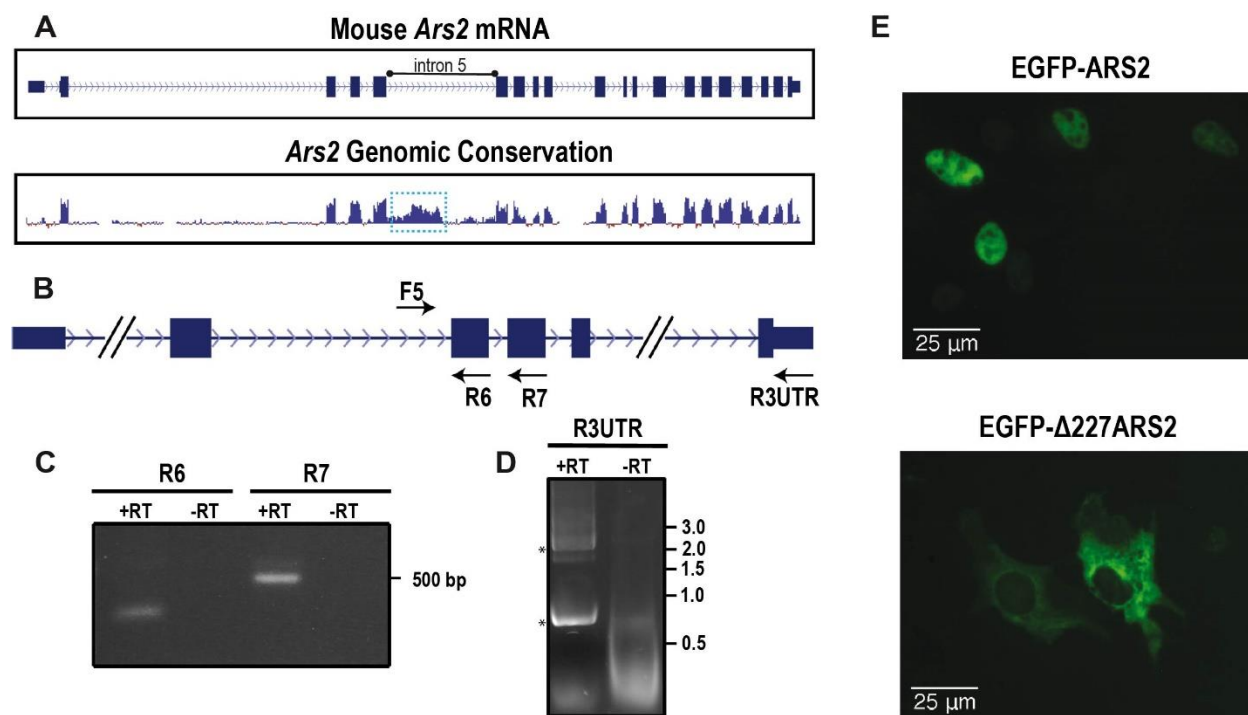 A
Mouse Ars2 mRNA
intron 5
Ars2 Genomic Conservation
B
F5
R6
R7
R3UTR
C
R6
R7
+RT
-RT
+RT
-RT
500 bp
D
R3UTR
+RT
-RT
3.0
2.0
1.5
1.0
0.5
*
*
E
EGFP-ARS2
25 µm
EGFP-Δ227ARS2
25 µm